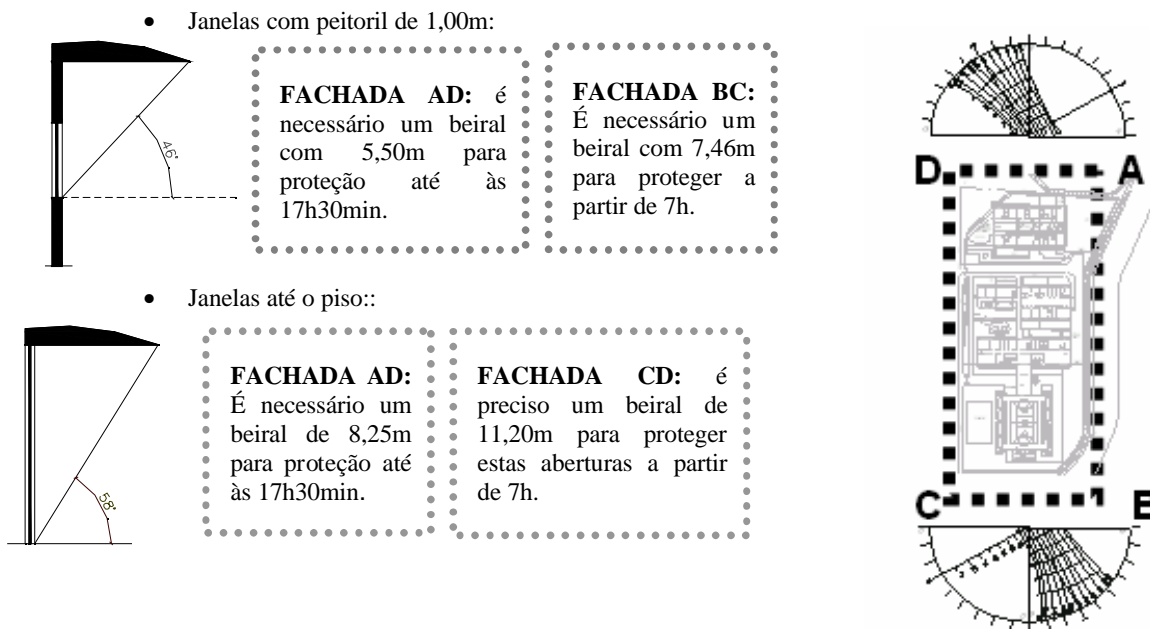 • Janelas com peitoril de 1,00m:
46°
FACHADA AD: é
necessário um beiral
com 5,50m para
proteção até às
17h30min.
FACHADA BC:
É necessário um
beiral com 7,46m
para proteger a
partir de 7h.
• Janelas até o piso::
58°
FACHADA AD:
É necessário um
beiral de 8,25m
para proteção até
às 17h30min.
FACHADA CD: é
preciso um beiral de
11,20m para proteger
estas aberturas a partir
de 7h.
D A
C